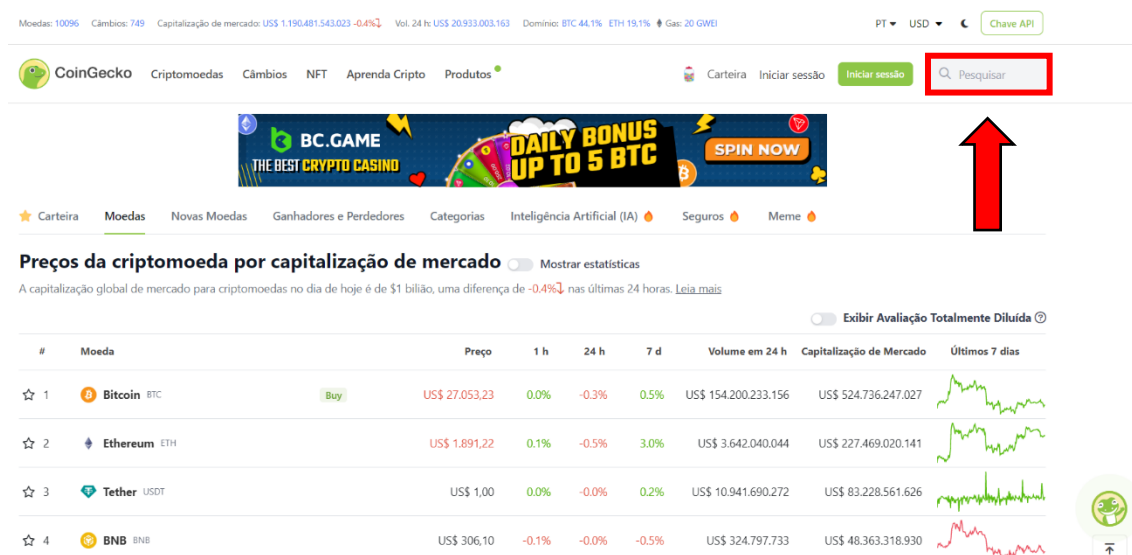 Moedas: 10096 Câmbios: 749 Capitalização de mercado: US$ 1.190.481.543.023 -0.4% Vol. 24 h: US$ 20.933.003.163 Domínio: BTC 44.1% ETH 19,1% Gas: 20 GWEI PT USD Chave API
CoinGecko Criptomoedas Câmbios NFT Aprenda Cripto Produtos Carteira Iniciar sessão Iniciar sessão Pesquisar
BC.GAME DAILY BONUS
THE BEST CRYPTO CASINO UP TO 5 BTC SPIN NOW
Carteira Moedas Novas Moedas Ganhadores e Perdedores Categorias Inteligência Artificial (IA) Seguros Meme
Preços da criptomoeda por capitalização de mercado Mostrar estatísticas
A capitalização global de mercado para criptomoedas no dia de hoje é de $1 bilião, uma diferença de -0.4% nas últimas 24 horas. Leia mais
Exibir Avaliação Totalmente Diluída
# Moeda Preço 1 h 24 h 7 d Volume em 24 h Capitalização de Mercado Últimos 7 dias
1 Bitcoin BTC Buy US$ 27.053,23 0.0% -0.3% 0.5% US$ 154.200.233.156 US$ 524.736.247.027
2 Ethereum ETH US$ 1.891,22 0.1% -0.5% 3.0% US$ 3.642.040.044 US$ 227.469.020.141
3 Tether USDT US$ 1,00 0.0% -0.0% 0.2% US$ 10.941.690.272 US$ 83.228.561.626
4 BNB BNB US$ 306,10 -0.1% -0.0% -0.5% US$ 324.797.733 US$ 48.363.318.930